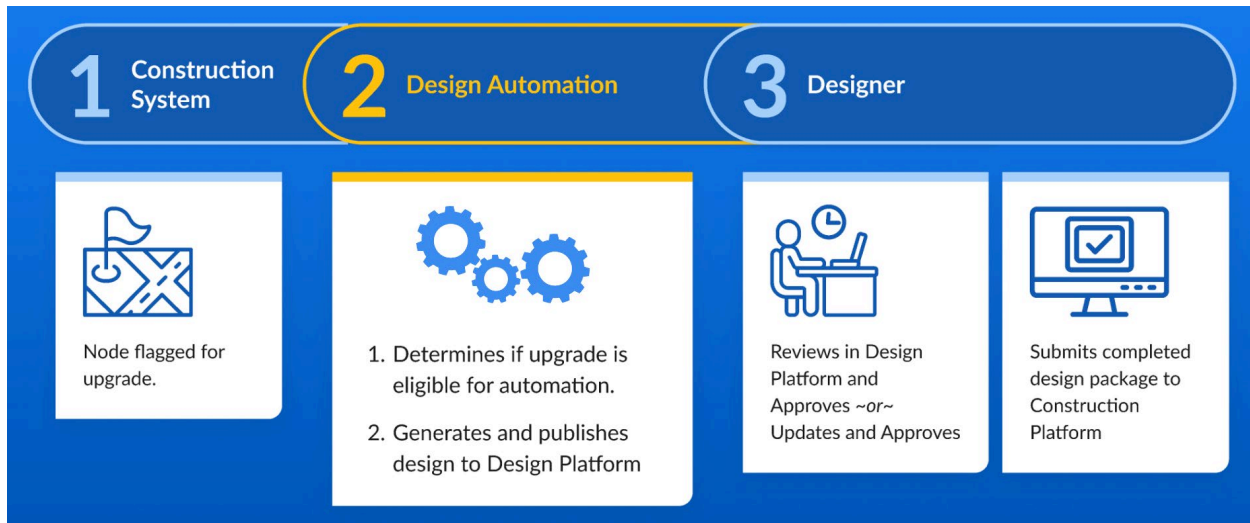 1
Construction
System
2
Design Automation
3
Designer
Node flagged for
upgrade.
1. Determines if upgrade is
eligible for automation.
2. Generates and publishes
design to Design Platform
Reviews in Design
Platform and
Approves ~or~
Updates and Approves
Submits completed
design package to
Construction
Platform